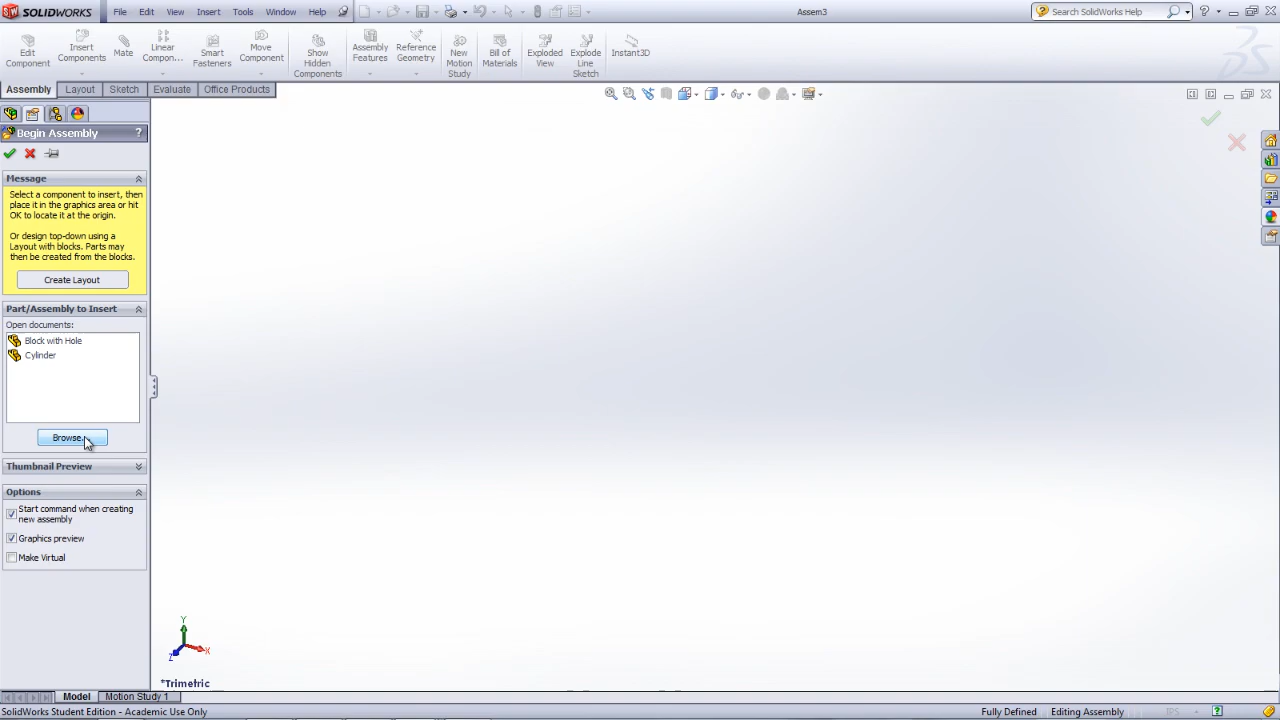 SOLIDWORKS File Edit View Insert Tools Window Help Assem3 Search SolidWorks Help
Edit Component
Insert Components
Mate
Linear Compon...
Smart Fasteners
Move Component
Show Hidden Components
Assembly Features
Reference Geometry
New Motion Study
Bill of Materials
Exploded View
Explode Line Sketch
Instant3D
Assembly Layout Sketch Evaluate Office Products
Begin Assembly ?
Message
Select a component to insert, then
place it in the graphics area or hit
OK to locate it at the origin.
Or design top-down using a
Layout with blocks. Parts may
then be created from the blocks.
Create Layout
Part/Assembly to Insert
Open documents:
Block with Hole
Cylinder
Browse...
Thumbnail Preview
Options
Start command when creating
new assembly
Graphics preview
Make Virtual
Y
X
Z
*Trimetric
Model Motion Study 1
SolidWorks Student Edition - Academic Use Only Fully Defined Editing Assembly IPS